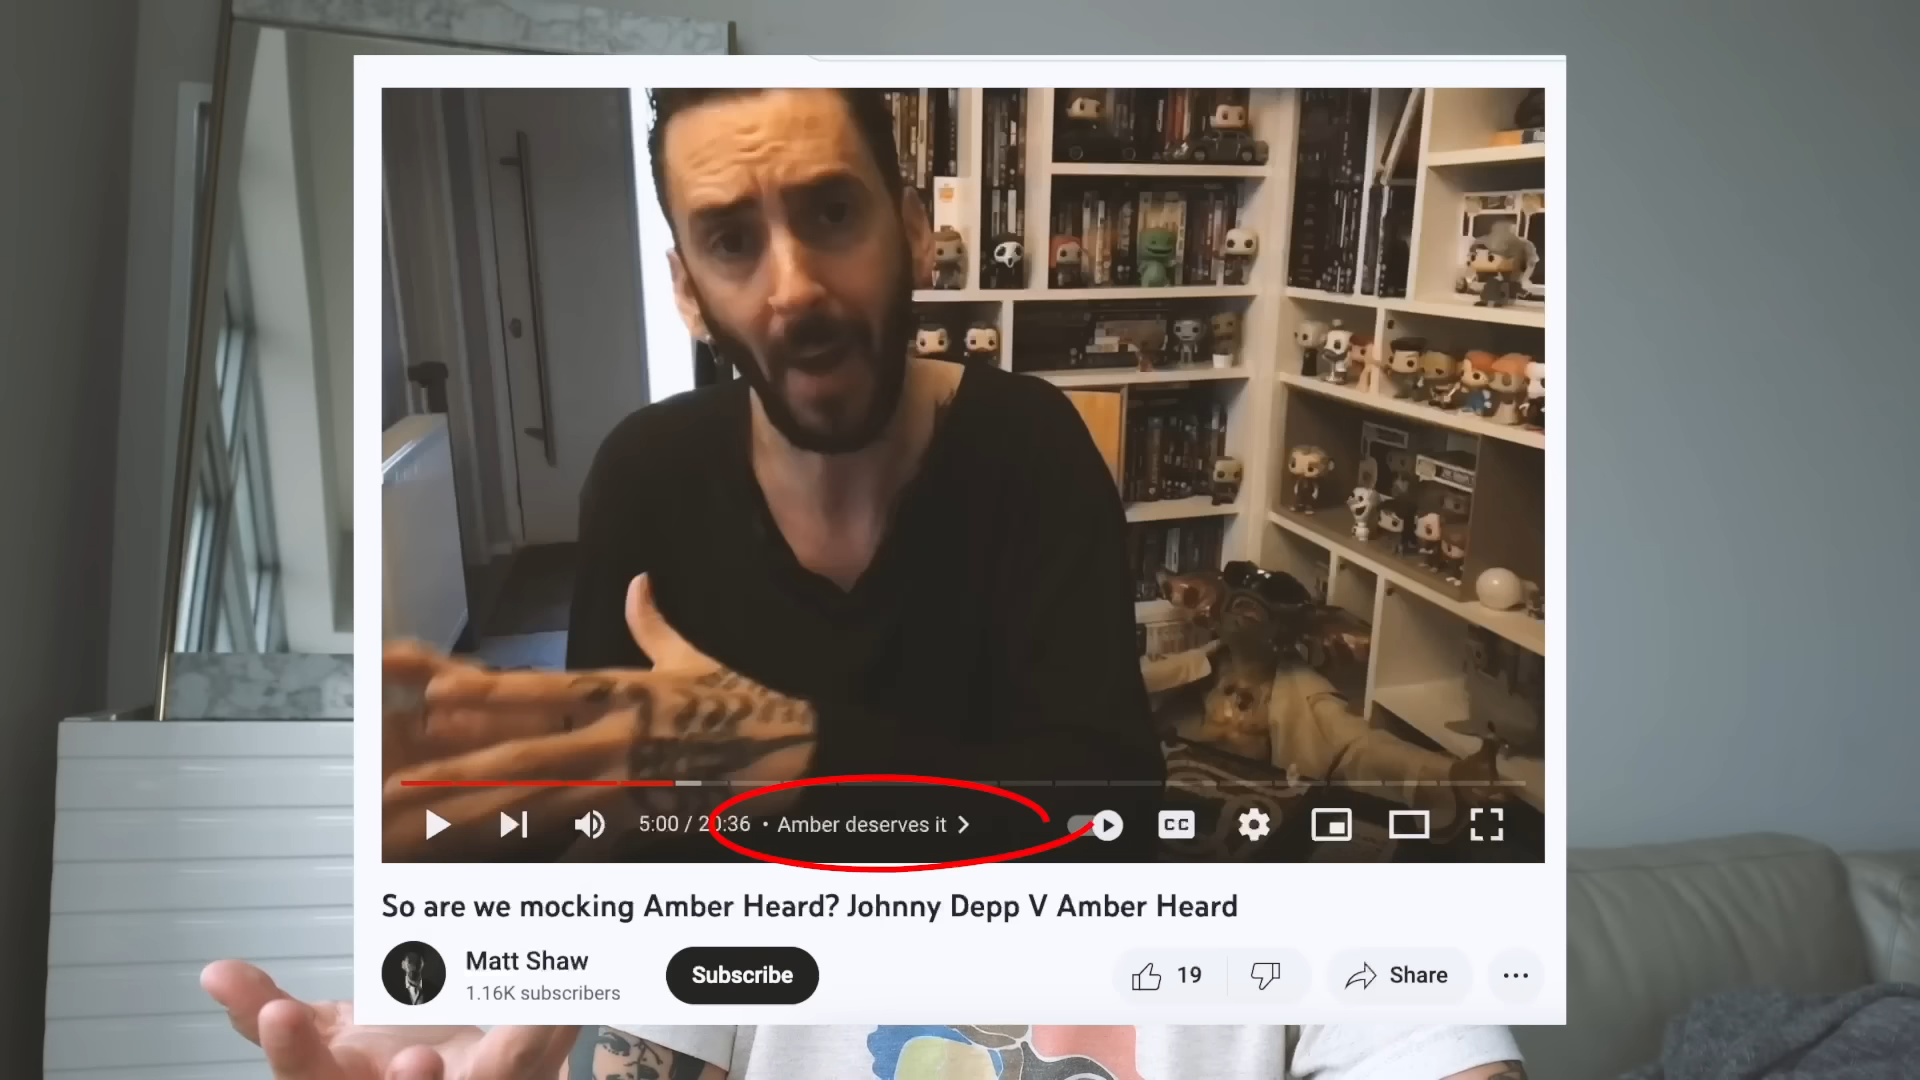 5:00 / 20:36 • Amber deserves it
CC
So are we mocking Amber Heard? Johnny Depp V Amber Heard
Matt Shaw
1.16K subscribers
Subscribe
19
Share